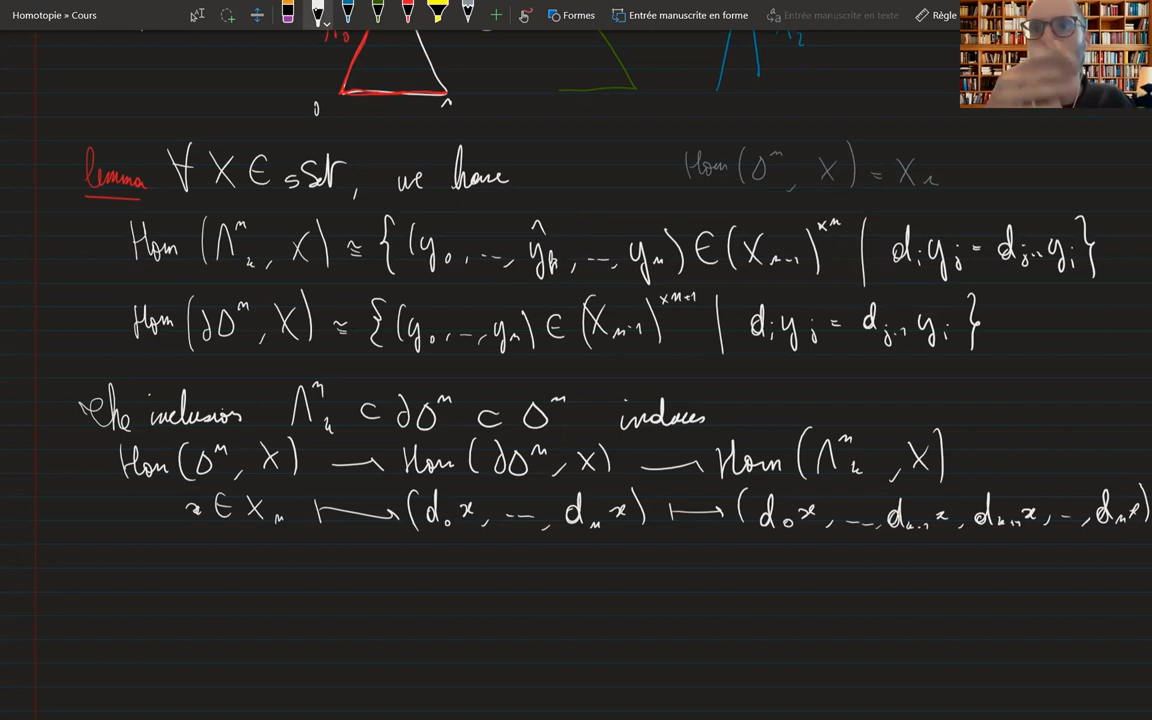 Homotopie » Cours
Formes
Entrée manuscrite en forme
Entrée manuscrite en texte
Règle
0
lemma ∀ X ∈ sSet, we have
Hom (Δⁿ, X) = Xₙ
Hom (Λⁿₖ, X) ≅ {(y₀, ..., ŷₖ, ..., yₙ) ∈ (Xₙ₋₁)^{×n} | dᵢyⱼ = dⱼ₋₁yᵢ}
Hom (∂Δⁿ, X) ≅ {(y₀, ..., yₙ) ∈ (Xₙ₋₁)^{×n+1} | dᵢyⱼ = dⱼ₋₁yᵢ}
The inclusion Λⁿₖ ⊂ ∂Δⁿ ⊂ Δⁿ induces
Hom (Δⁿ, X) → Hom (∂Δⁿ, X) → Hom (Λⁿₖ, X)
x ∈ Xₙ ↦ (d₀x, ..., dₙx) ↦ (d₀x, ..., dₖ₋₁x, dₖ₊₁x, .., dₙx)